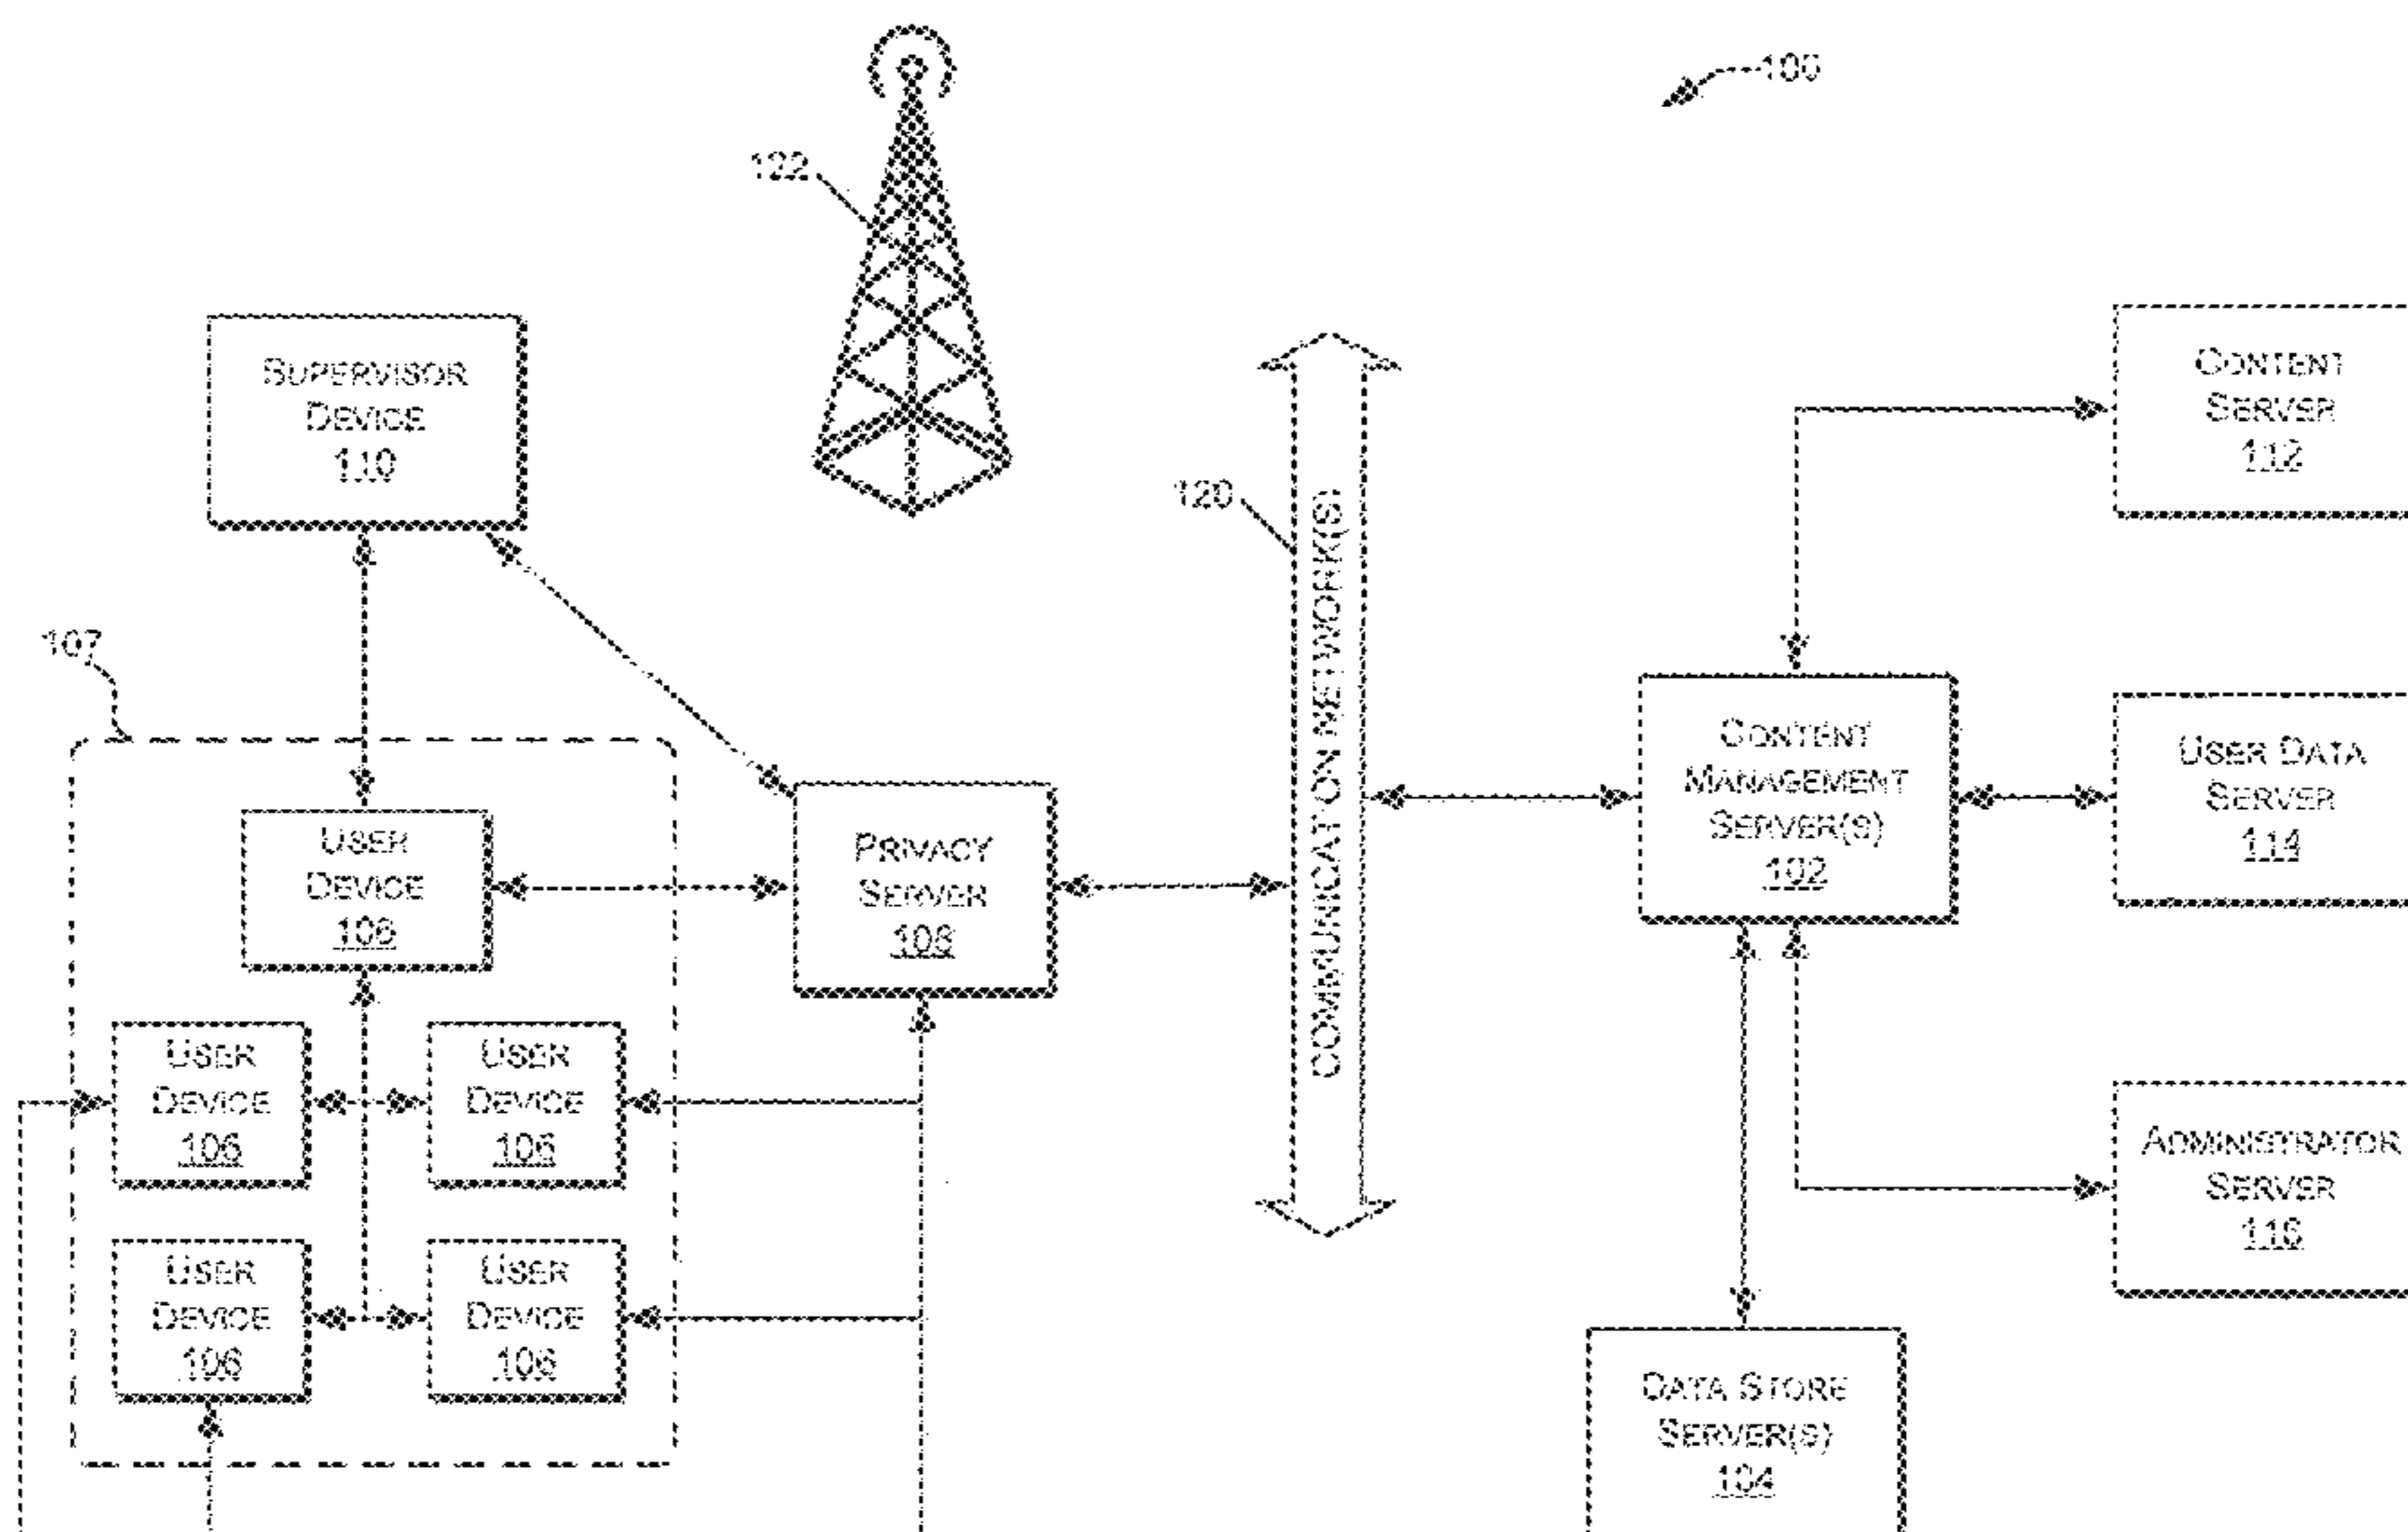 100
122
SUPERVISOR
DEVICE
110
CONTENT
SERVER
112
120
COMMUNICATION NETWORK(S)
107
CONTENT
MANAGEMENT
SERVER(S)
102
USER DATA
SERVER
114
USER
DEVICE
106
PRIVACY
SERVER
108
USER
DEVICE
106
USER
DEVICE
106
ADMINISTRATOR
SERVER
116
USER
DEVICE
106
USER
DEVICE
106
DATA STORE
SERVER(S)
104